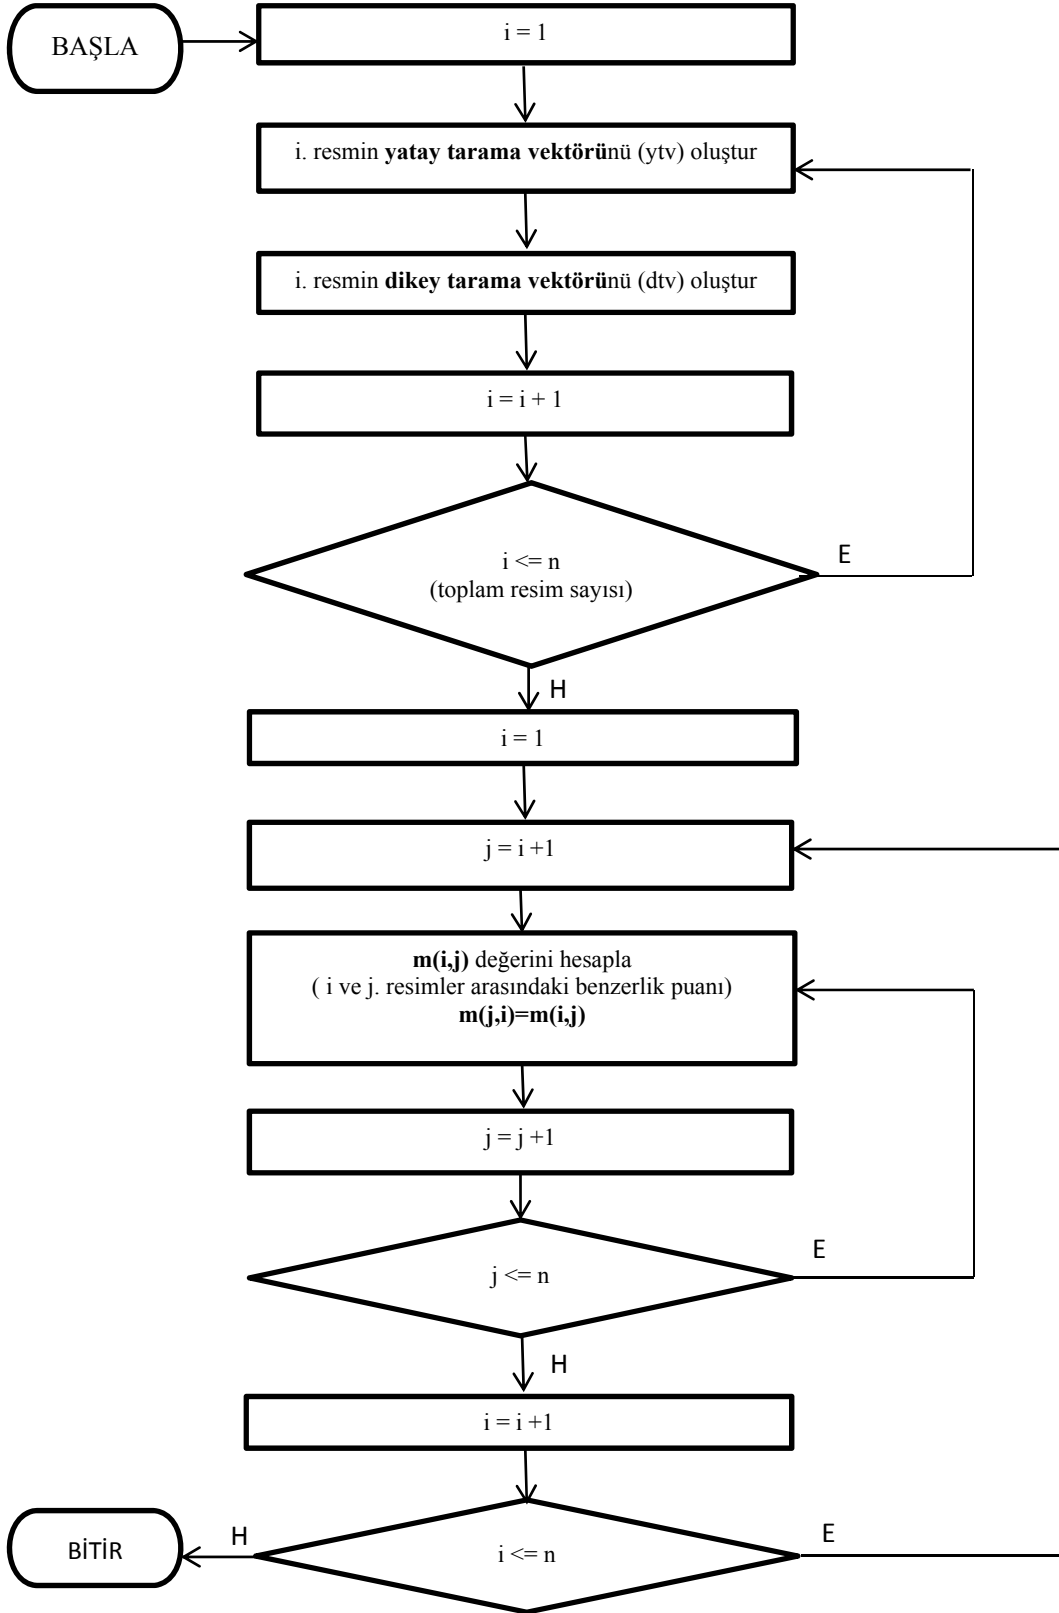 BAŞLA
i = 1
i. resmin yatay tarama vektörünü (ytv) oluştur
i. resmin dikey tarama vektörünü (dtv) oluştur
i = i + 1
i <= n
(toplam resim sayısı)
E
H
i = 1
j = i +1
m(i,j) değerini hesapla
( i ve j. resimler arasındaki benzerlik puanı)
m(j,i)=m(i,j)
j = j +1
j <= n
E
H
i = i +1
i <= n
E
H
BİTİR